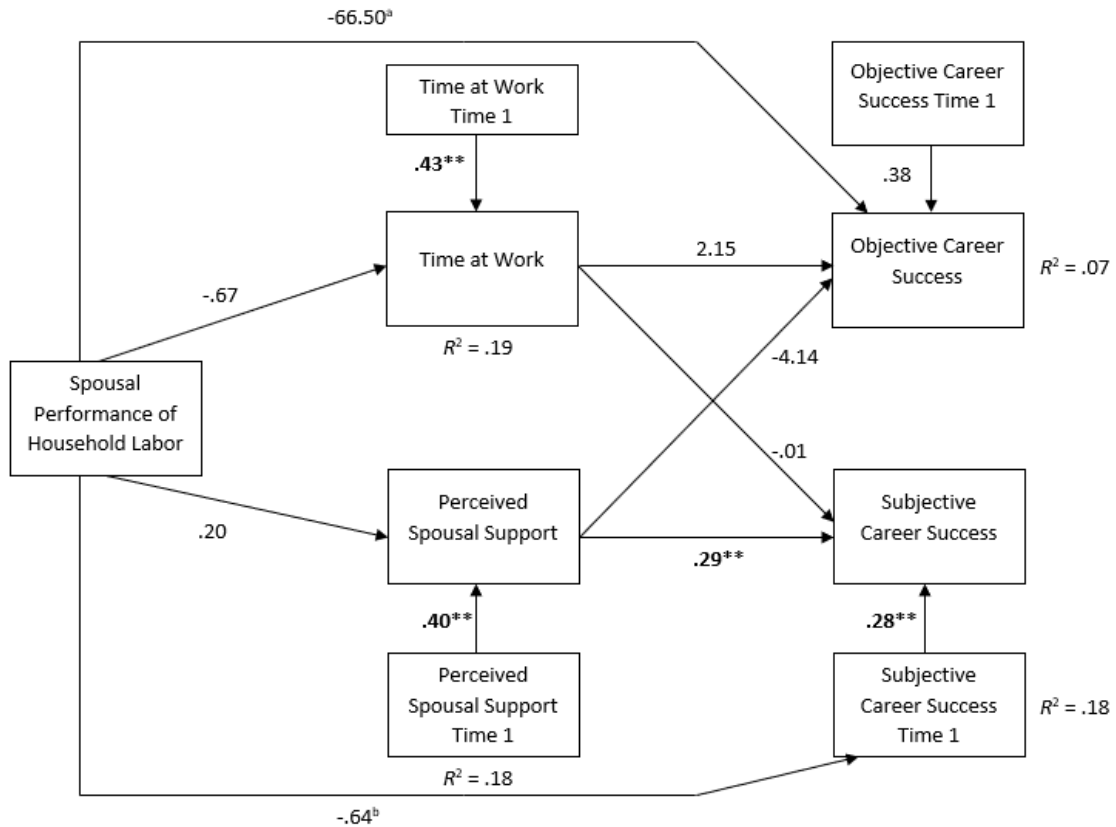 -66.50ᵃ
Time at Work
Time 1
Objective Career
Success Time 1
.43**
.38
Time at Work
2.15
Objective Career
Success
R² = .07
-.67
R² = .19
-4.14
Spousal
Performance of
Household Labor
-.01
Perceived
Spousal Support
Subjective
Career Success
.20
.29**
.40**
.28**
Perceived
Spousal Support
Time 1
Subjective
Career Success
Time 1
R² = .18
R² = .18
-.64ᵇ